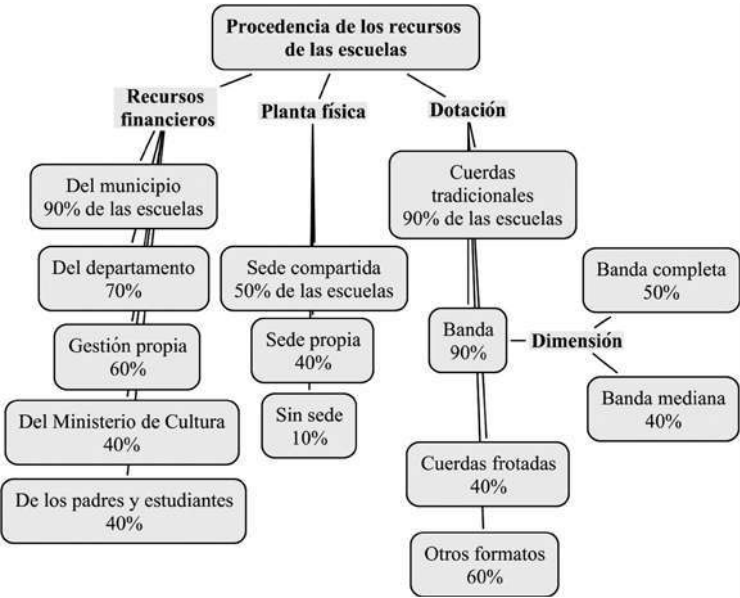 Procedencia de los recursos
de las escuelas
Recursos
financieros
Del municipio
90% de las escuelas
Del departamento
70%
Gestión propia
60%
Del Ministerio de Cultura
40%
De los padres y estudiantes
40%
Planta física
Sede compartida
50% de las escuelas
Sede propia
40%
Sin sede
10%
Dotación
Cuerdas
tradicionales
90% de las escuelas
Banda
90%
Dimensión
Banda completa
50%
Banda mediana
40%
Cuerdas frotadas
40%
Otros formatos
60%